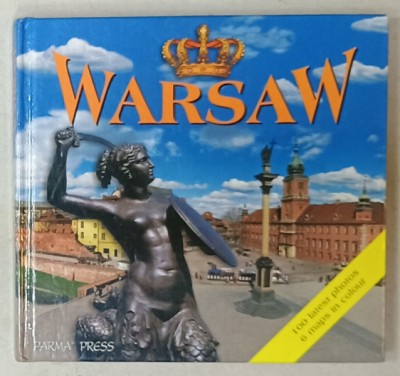 WARSAW
100 latest photos
6 maps in colour
PARMA® PRESS